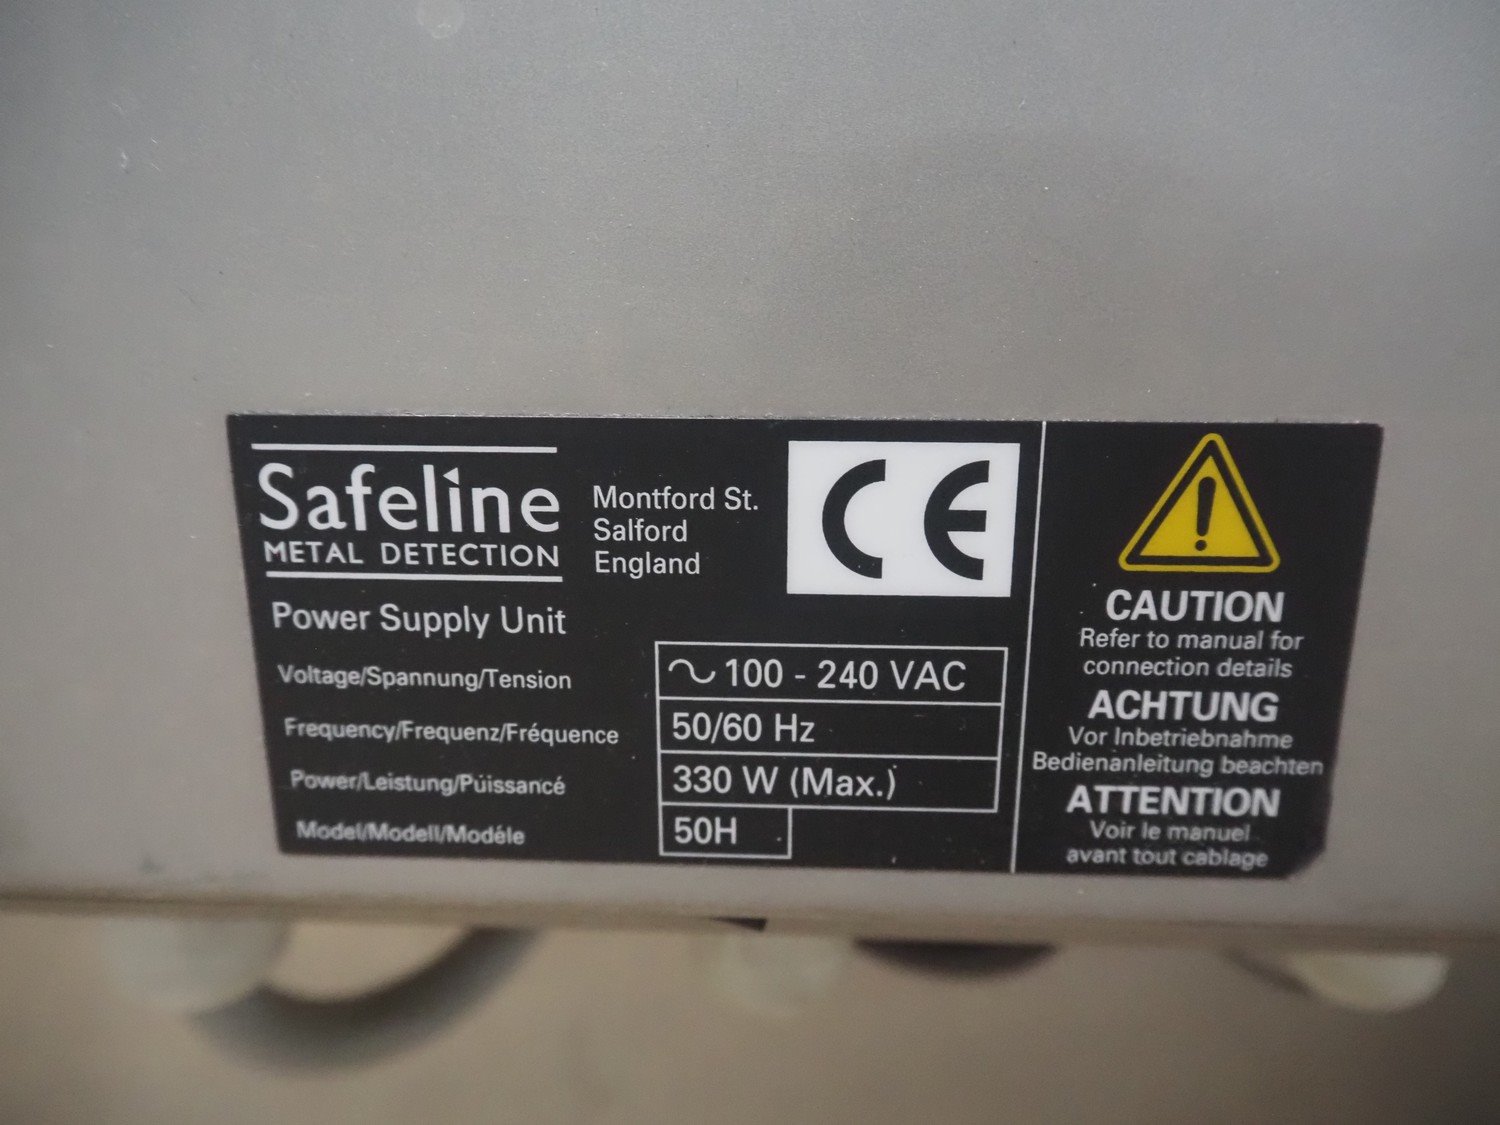 Safeline
METAL DETECTION
Montford St.
Salford
England
CE
Power Supply Unit
Voltage/Spannung/Tension
~ 100 - 240 VAC
Frequency/Frequenz/Fréquence
50/60 Hz
Power/Leistung/Püissancé
330 W (Max.)
Model/Modell/Modéle
50H
CAUTION
Refer to manual for
connection details
ACHTUNG
Vor Inbetriebnahme
Bedienanleitung beachten
ATTENTION
Voir le manuel
avant tout cablage